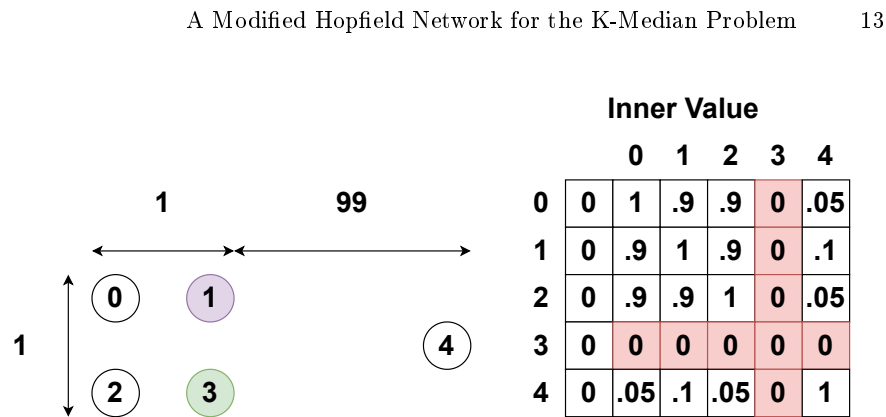 A Modified Hopfield Network for the K-Median Problem 13
Inner Value
0 1 2 3 4
1 99
0 0 1 .9 .9 0 .05
1 0 .9 1 .9 0 .1
0 1
2 0 .9 .9 1 0 .05
1
4
3 0 0 0 0 0 0
2 3
4 0 .05 .1 .05 0 1